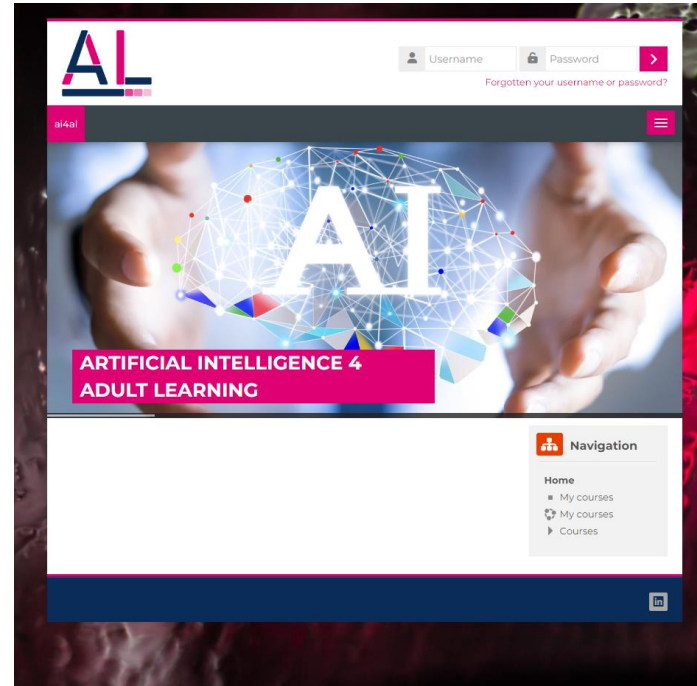 AL
Username
Password
Forgotten your username or password?
ai4al
AI
ARTIFICIAL INTELLIGENCE 4
ADULT LEARNING
Navigation
Home
My courses
My courses
Courses
in